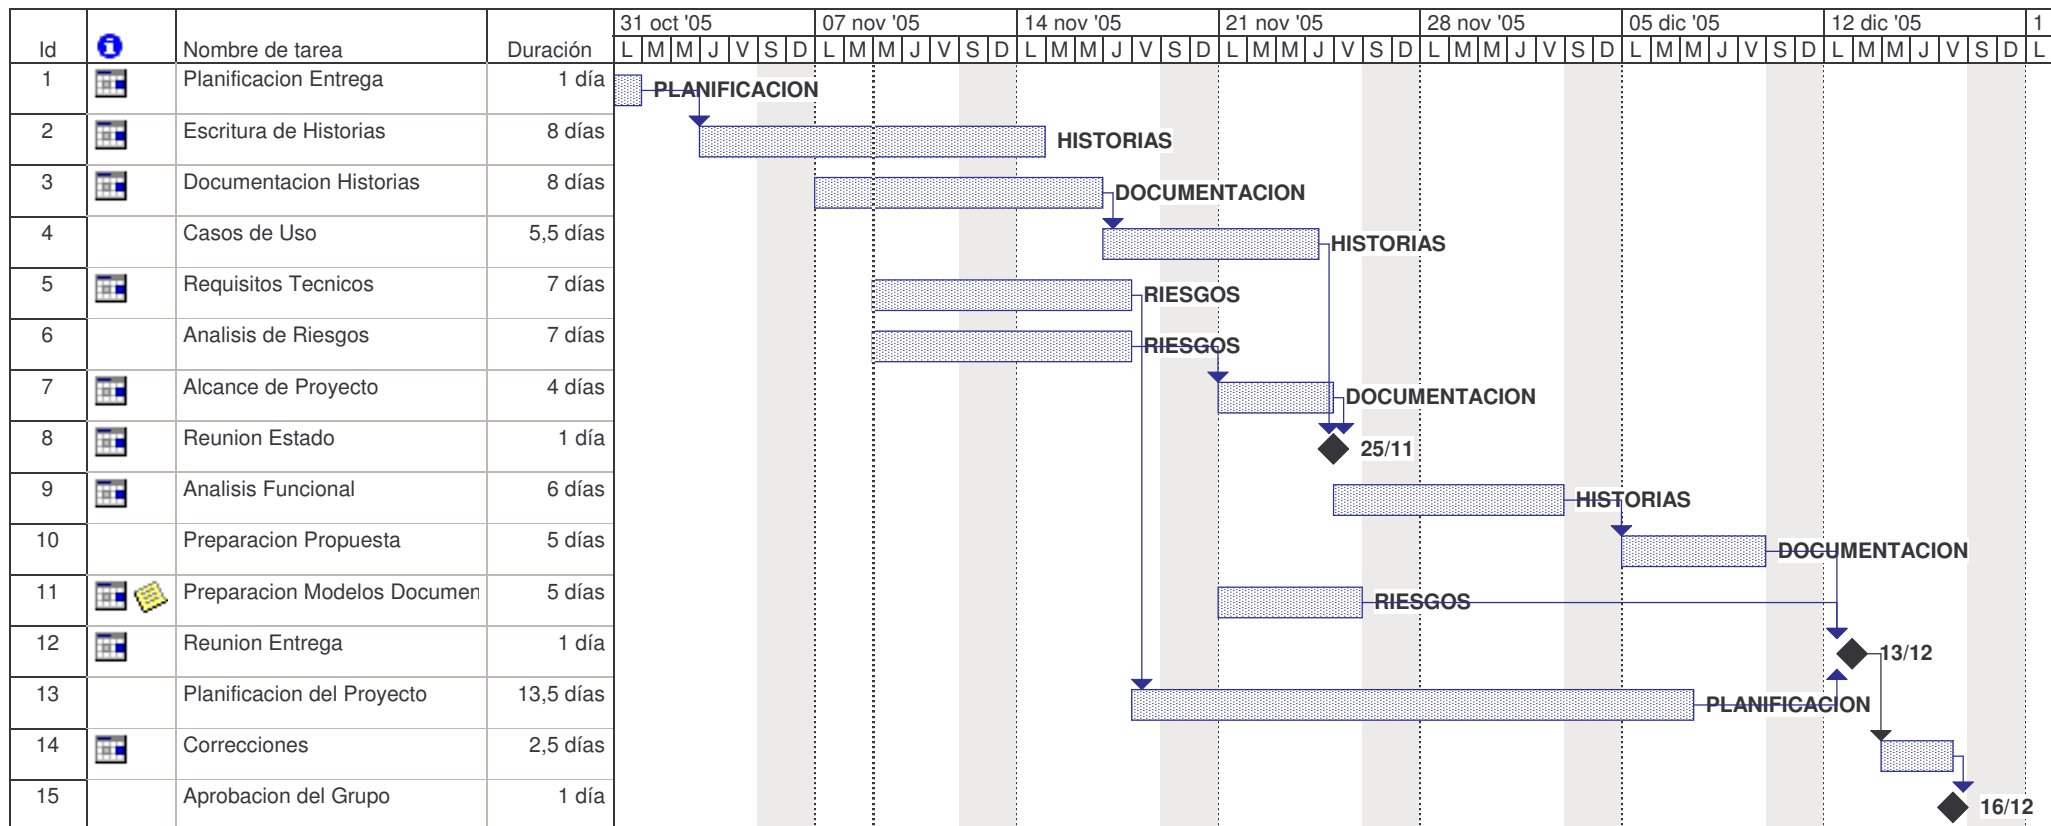 31 oct '05 07 nov '05 14 nov '05 21 nov '05 28 nov '05 05 dic '05 12 dic '05 1
Id Nombre de tarea Duración L M M J V S D L M M J V S D L M M J V S D L M M J V S D L M M J V S D L M M J V S D L M M J V S D L
1 Planificacion Entrega 1 día PLANIFICACION
2 Escritura de Historias 8 días HISTORIAS
3 Documentacion Historias 8 días DOCUMENTACION
4 Casos de Uso 5,5 días HISTORIAS
5 Requisitos Tecnicos 7 días RIESGOS
6 Analisis de Riesgos 7 días RIESGOS
7 Alcance de Proyecto 4 días DOCUMENTACION
8 Reunion Estado 1 día 25/11
9 Analisis Funcional 6 días HISTORIAS
10 Preparacion Propuesta 5 días DOCUMENTACION
11 Preparacion Modelos Documen 5 días RIESGOS
12 Reunion Entrega 1 día 13/12
13 Planificacion del Proyecto 13,5 días PLANIFICACION
14 Correcciones 2,5 días
15 Aprobacion del Grupo 1 día 16/12